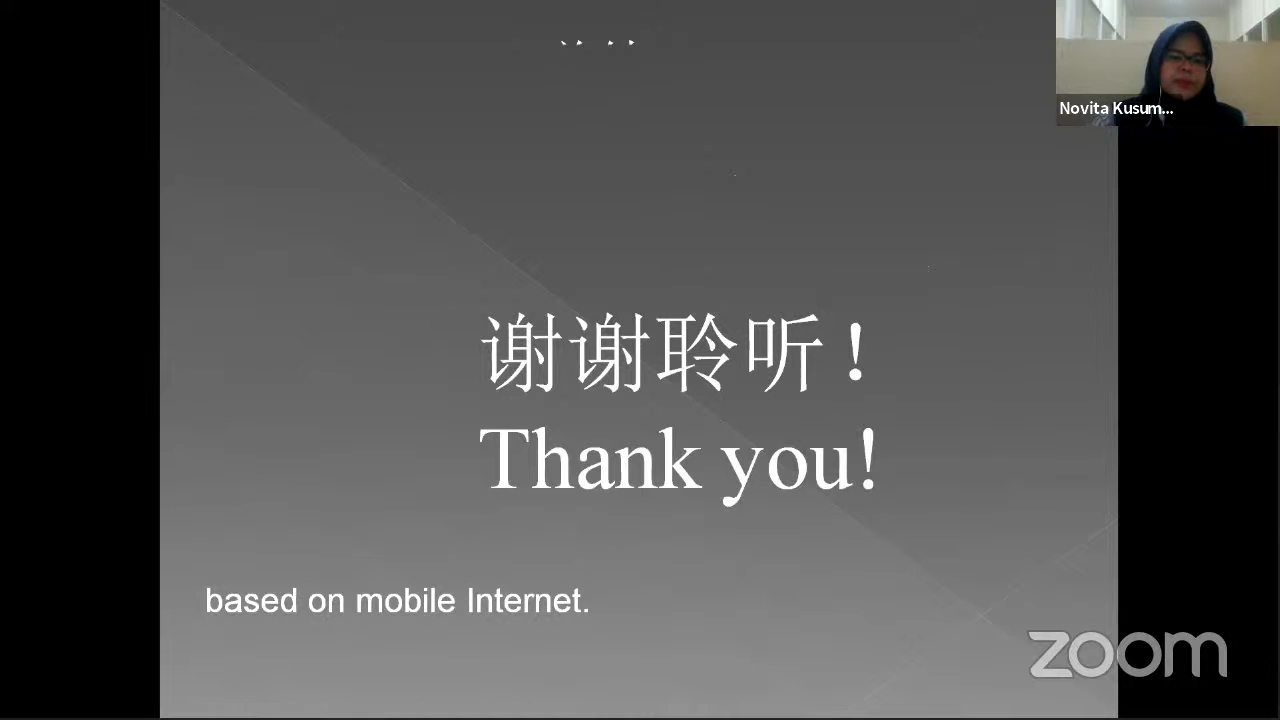 Novita Kusum...
谢谢聆听！
Thank you!
based on mobile Internet.
zoom